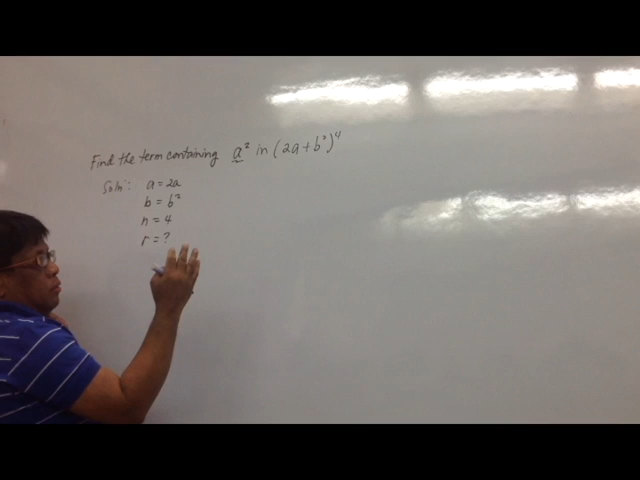 Find the term containing a² in (2a + b²)⁴
Soln: a = 2a
b = b²
n = 4
r = ?